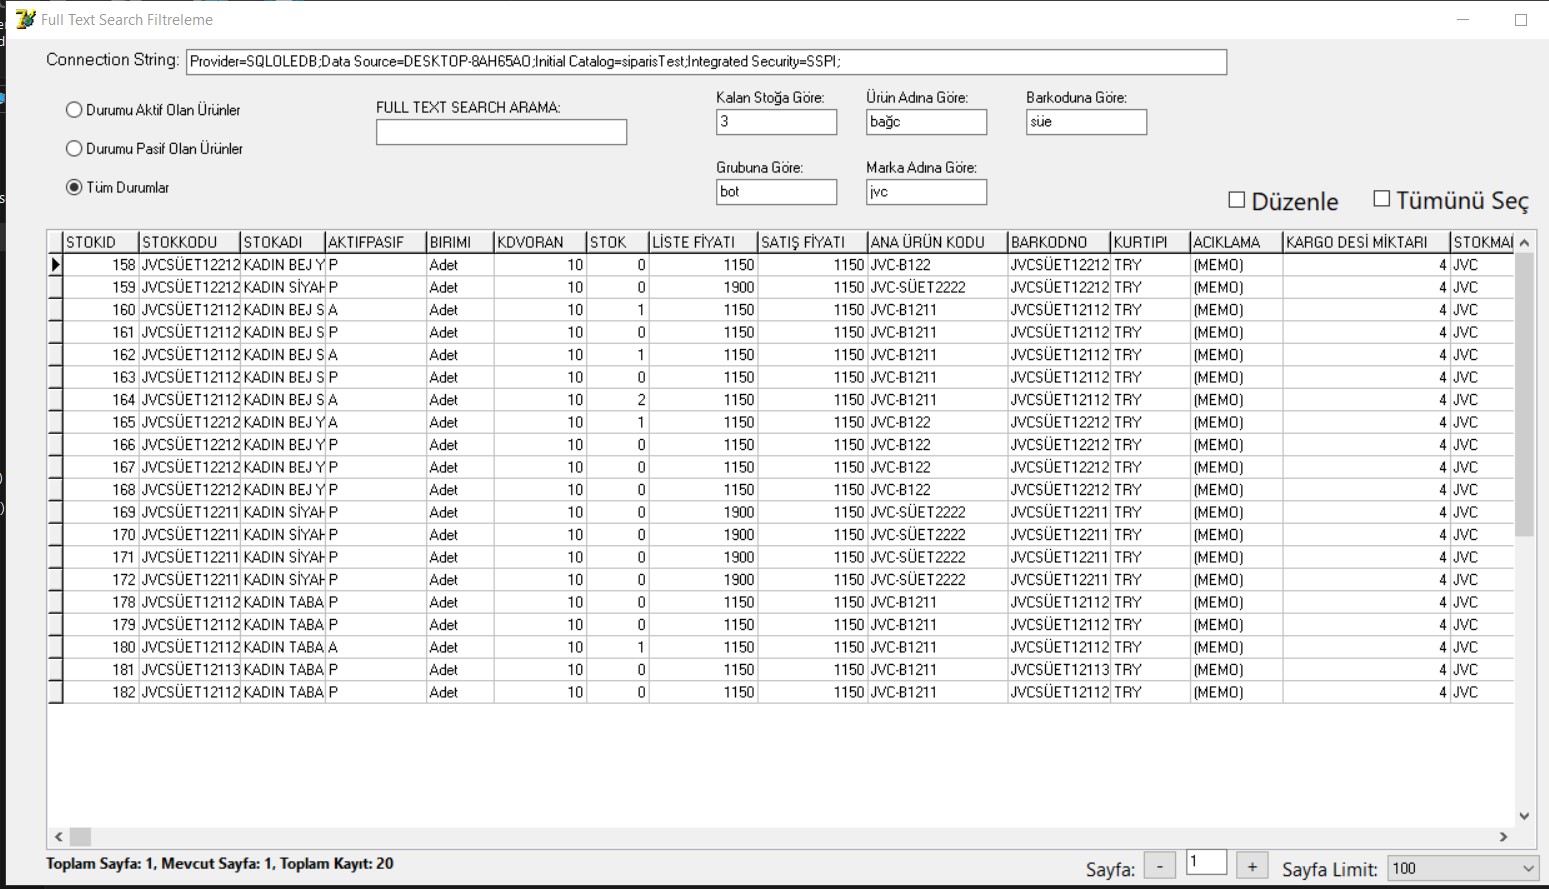 Full Text Search Filtreleme
Connection String: Provider=SQLOLEDB;Data Source=DESKTOP-8AH65AO;Initial Catalog=siparisTest;Integrated Security=SSPI;
Durumu Aktif Olan Ürünler
Durumu Pasif Olan Ürünler
Tüm Durumlar
FULL TEXT SEARCH ARAMA:
Kalan Stoğa Göre: Ürün Adına Göre: Barkoduna Göre:
3 bağc süe
Grubuna Göre: Marka Adına Göre:
bot jvc
Düzenle Tümünü Seç
STOKID STOKKODU STOKADI AKTIFPASIF BIRIMI KDVORAN STOK LİSTE FİYATI SATIŞ FİYATI ANA ÜRÜN KODU BARKODNO KURTIPI ACIKLAMA KARGO DESİ MİKTARI STOKMAI
158 JVCSÜET12212 KADIN BEJ Y P Adet 10 0 1150 1150 JVC-B122 JVCSÜET12212 TRY (MEMO) 4 JVC
159 JVCSÜET12212 KADIN SİYAH P Adet 10 0 1900 1150 JVC-SÜET2222 JVCSÜET12212 TRY (MEMO) 4 JVC
160 JVCSÜET12112 KADIN BEJ S A Adet 10 1 1150 1150 JVC-B1211 JVCSÜET12112 TRY (MEMO) 4 JVC
161 JVCSÜET12112 KADIN BEJ S P Adet 10 0 1150 1150 JVC-B1211 JVCSÜET12112 TRY (MEMO) 4 JVC
162 JVCSÜET12112 KADIN BEJ S A Adet 10 1 1150 1150 JVC-B1211 JVCSÜET12112 TRY (MEMO) 4 JVC
163 JVCSÜET12112 KADIN BEJ S P Adet 10 0 1150 1150 JVC-B1211 JVCSÜET12112 TRY (MEMO) 4 JVC
164 JVCSÜET12112 KADIN BEJ S A Adet 10 2 1150 1150 JVC-B1211 JVCSÜET12112 TRY (MEMO) 4 JVC
165 JVCSÜET12212 KADIN BEJ Y A Adet 10 1 1150 1150 JVC-B122 JVCSÜET12212 TRY (MEMO) 4 JVC
166 JVCSÜET12212 KADIN BEJ Y P Adet 10 0 1150 1150 JVC-B122 JVCSÜET12212 TRY (MEMO) 4 JVC
167 JVCSÜET12212 KADIN BEJ Y P Adet 10 0 1150 1150 JVC-B122 JVCSÜET12212 TRY (MEMO) 4 JVC
168 JVCSÜET12212 KADIN BEJ Y P Adet 10 0 1150 1150 JVC-B122 JVCSÜET12212 TRY (MEMO) 4 JVC
169 JVCSÜET12211 KADIN SİYAH P Adet 10 0 1900 1150 JVC-SÜET2222 JVCSÜET12211 TRY (MEMO) 4 JVC
170 JVCSÜET12211 KADIN SİYAH P Adet 10 0 1900 1150 JVC-SÜET2222 JVCSÜET12211 TRY (MEMO) 4 JVC
171 JVCSÜET12211 KADIN SİYAH P Adet 10 0 1900 1150 JVC-SÜET2222 JVCSÜET12211 TRY (MEMO) 4 JVC
172 JVCSÜET12211 KADIN SİYAH P Adet 10 0 1900 1150 JVC-SÜET2222 JVCSÜET12211 TRY (MEMO) 4 JVC
178 JVCSÜET12112 KADIN TABA P Adet 10 0 1150 1150 JVC-B1211 JVCSÜET12112 TRY (MEMO) 4 JVC
179 JVCSÜET12112 KADIN TABA P Adet 10 0 1150 1150 JVC-B1211 JVCSÜET12112 TRY (MEMO) 4 JVC
180 JVCSÜET12112 KADIN TABA A Adet 10 1 1150 1150 JVC-B1211 JVCSÜET12112 TRY (MEMO) 4 JVC
181 JVCSÜET12113 KADIN TABA P Adet 10 0 1150 1150 JVC-B1211 JVCSÜET12113 TRY (MEMO) 4 JVC
182 JVCSÜET12112 KADIN TABA P Adet 10 0 1150 1150 JVC-B1211 JVCSÜET12112 TRY (MEMO) 4 JVC
Toplam Sayfa: 1, Mevcut Sayfa: 1, Toplam Kayıt: 20
Sayfa: - 1 + Sayfa Limit: 100